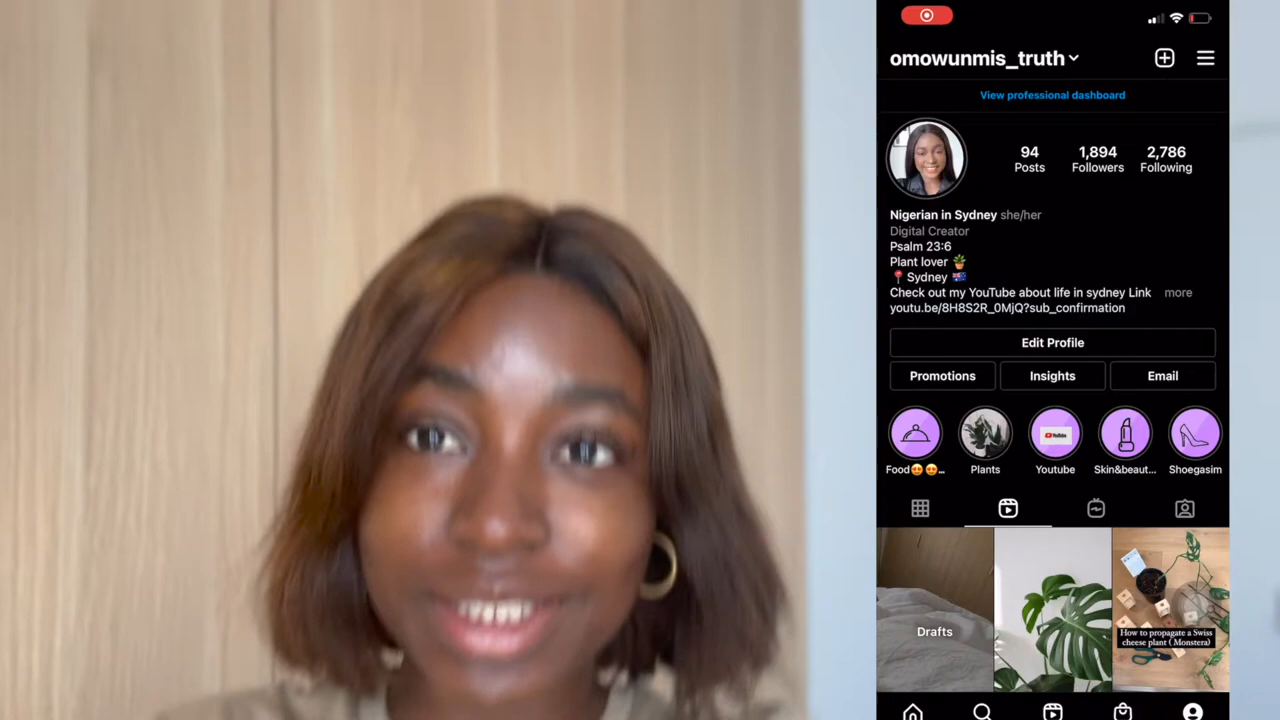 omowunmis_truth
View professional dashboard
94
1,894
2,786
Posts
Followers
Following
Nigerian in Sydney she/her
Digital Creator
Psalm 23:6
Plant lover 🪴
📍Sydney 🇦🇺
Check out my YouTube about life in sydney Link more
youtu.be/8H8S2R_0MjQ?sub_confirmation
Edit Profile
Promotions
Insights
Email
YouTube
Food😍😍...
Plants
Youtube
Skin&beaut...
Shoegasim
Drafts
How to propagate a Swiss
cheese plant ( Monstera)